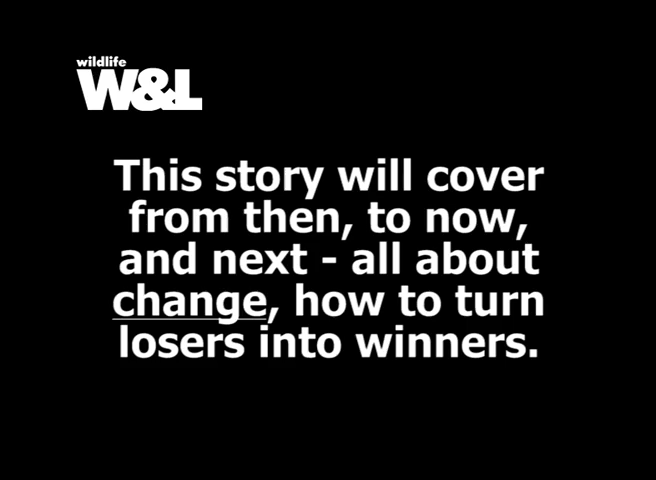 wildlife
W&L
This story will cover
from then, to now,
and next - all about
change, how to turn
losers into winners.